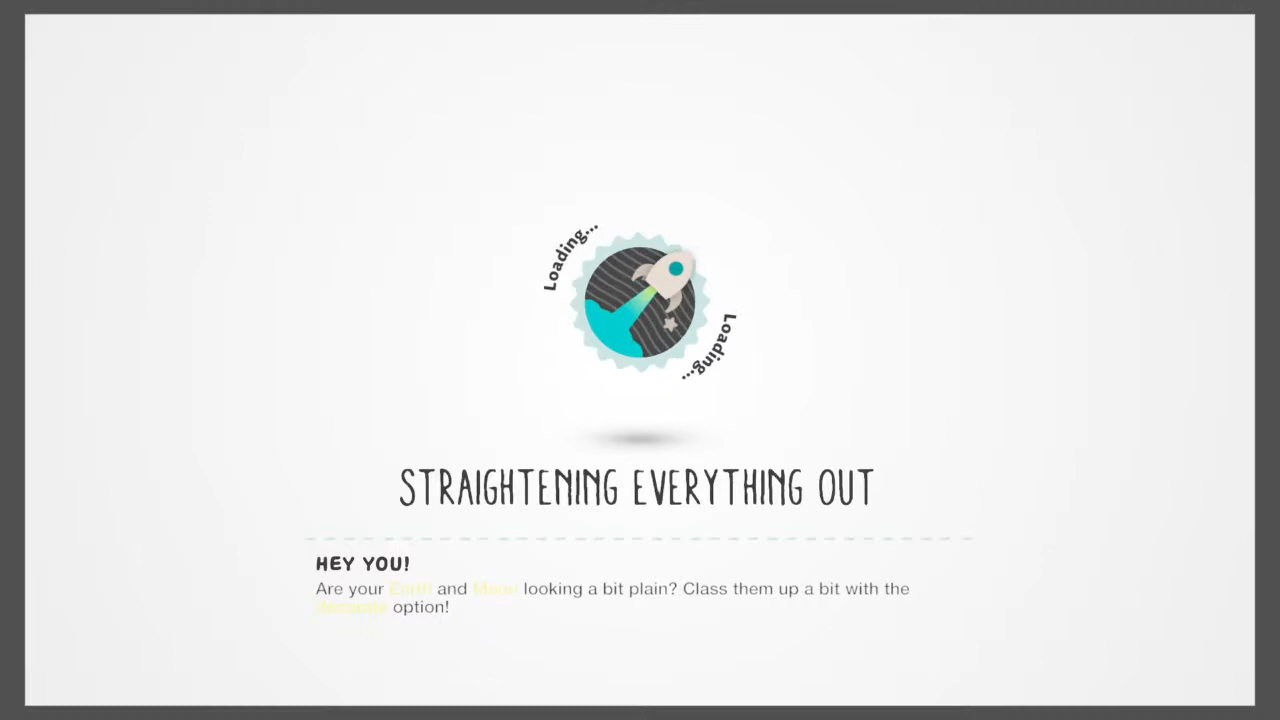 Loading...
Loading...
STRAIGHTENING EVERYTHING OUT
HEY YOU!
Are your Earth and Moon looking a bit plain? Class them up a bit with the
Decorate option!